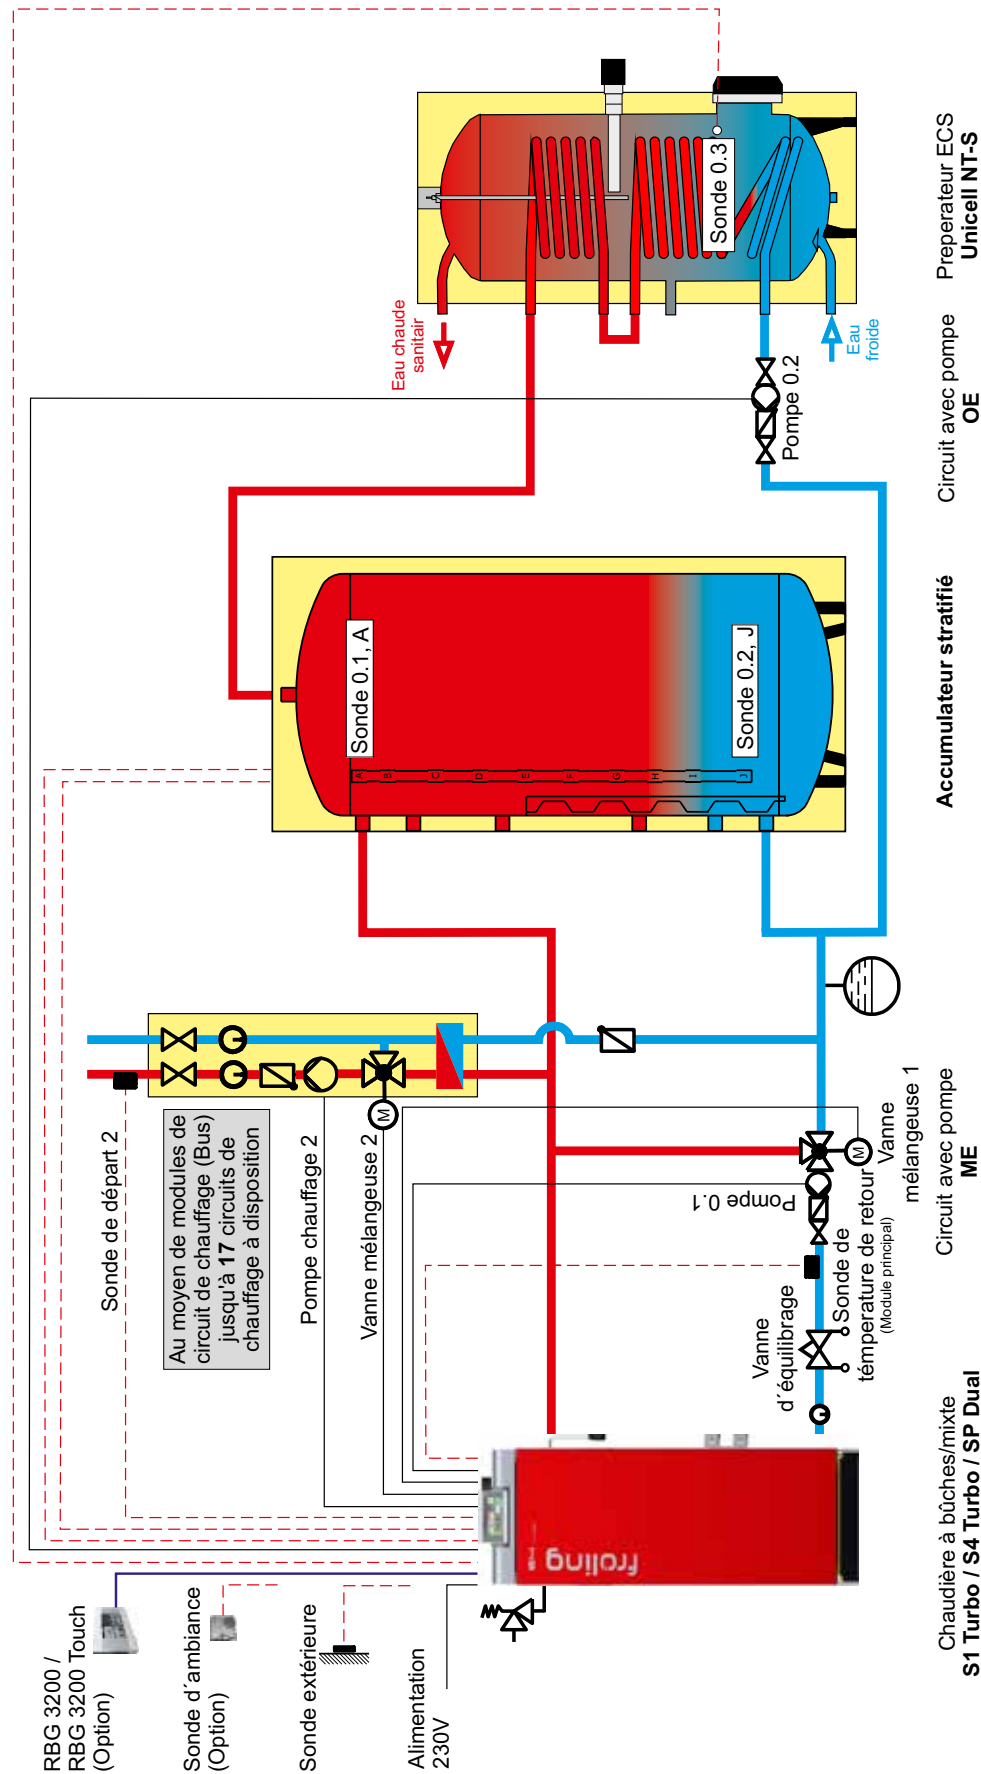 RBG 3200 /
RBG 3200 Touch
(Option)
Sonde d´ambiance
(Option)
Sonde extérieure
Alimentation
230V
Sonde de départ 2
Au moyen de modules de
circuit de chauffage (Bus)
jusqu'à 17 circuits de
chauffage à disposition
Pompe chauffage 2
Vanne mélangeuse 2
M
Eau chaude
sanitair
Sonde 0.3
Eau
froide
Pompe 0.2
Sonde 0.1, A
Sonde 0.2, J
A
B
C
D
E
F
G
H
I
J
Pompe 0.1
M
Vanne
mélangeuse 1
Vanne
d´équilibrage
Sonde de
témperature de retour
(Module principal)
froling
Chaudière à bûches/mixte
S1 Turbo / S4 Turbo / SP Dual
Circuit avec pompe
ME
Accumulateur stratifié
Circuit avec pompe
OE
Préperateur ECS
Unicell NT-S